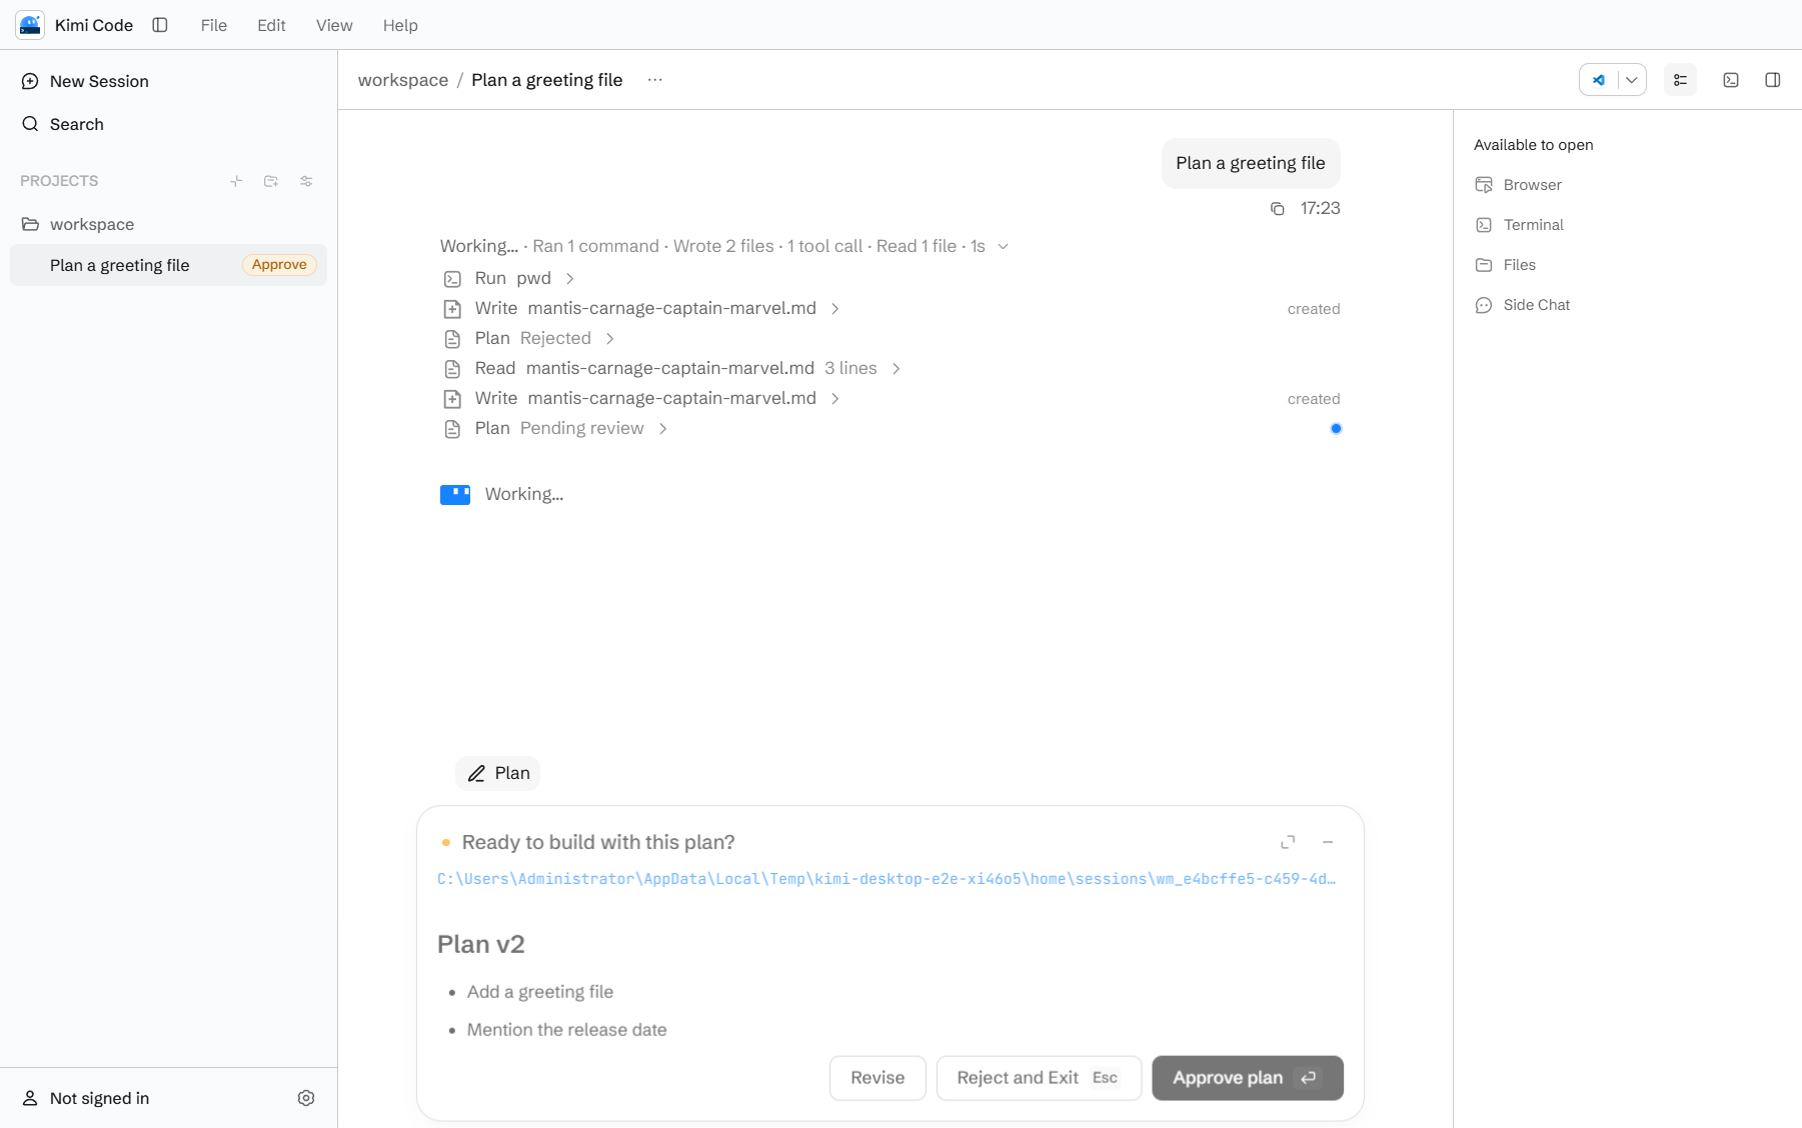 Kimi Code File Edit View Help
New Session
Search
PROJECTS
workspace
Plan a greeting file Approve
Not signed in
workspace / Plan a greeting file ···
Plan a greeting file
17:23
Working... · Ran 1 command · Wrote 2 files · 1 tool call · Read 1 file · 1s
Run pwd
Write mantis-carnage-captain-marvel.md created
Plan Rejected
Read mantis-carnage-captain-marvel.md 3 lines
Write mantis-carnage-captain-marvel.md created
Plan Pending review
Working...
Plan
Ready to build with this plan?
C:\Users\Administrator\AppData\Local\Temp\kimi-desktop-e2e-xi46o5\home\sessions\wm_e4bcffe5-c459-4d…
Plan v2
• Add a greeting file
• Mention the release date
Revise Reject and Exit Esc Approve plan
Available to open
Browser
Terminal
Files
Side Chat